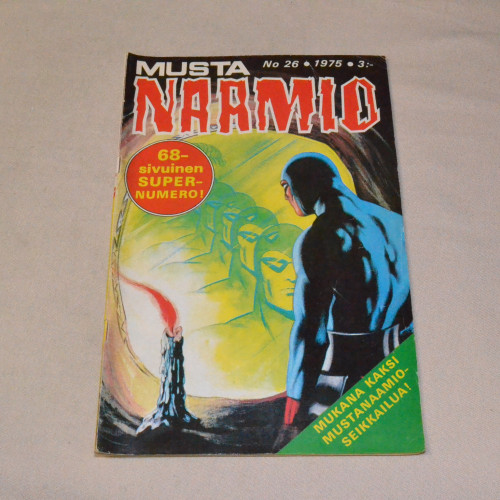 MUSTA
No 26 • 1975 • 3:-
NAAMIO
68-
sivuinen
SUPER-
NUMERO!
MUKANA KAKSI
MUSTANAAMIO-
SEIKKAILUA!